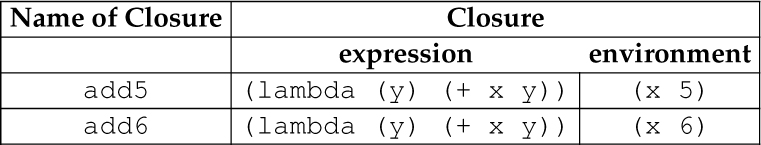 Name of Closure Closure
expression environment
add5 (lambda (y) (+ x y)) (x 5)
add6 (lambda (y) (+ x y)) (x 6)